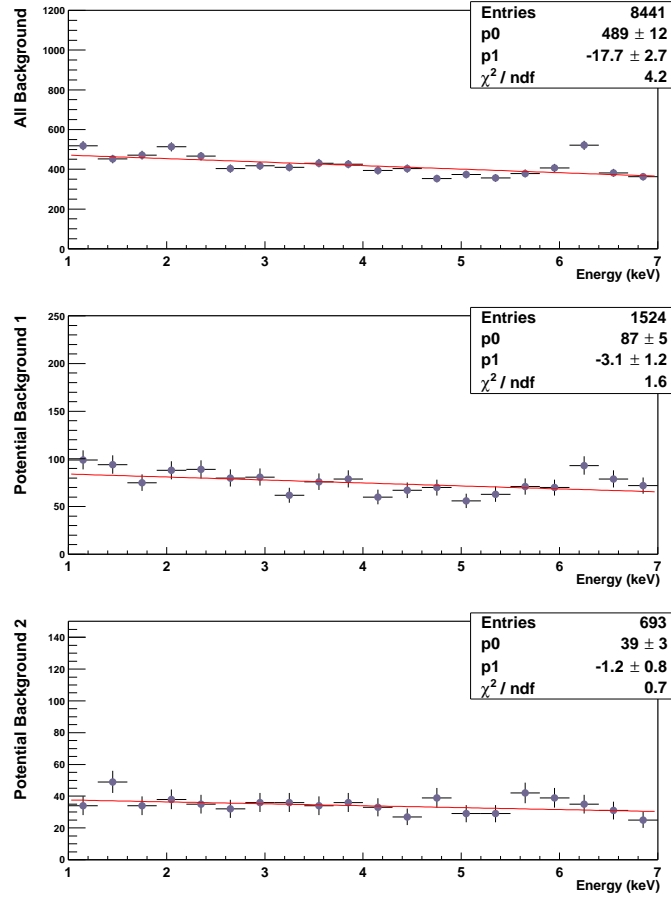 All Background
Entries 8441
p0 489 ± 12
p1 -17.7 ± 2.7
χ² / ndf 4.2
1200
1000
800
600
400
200
0
1 2 3 4 5 6 7
Energy (keV)
Potential Background 1
Entries 1524
p0 87 ± 5
p1 -3.1 ± 1.2
χ² / ndf 1.6
250
200
150
100
50
0
1 2 3 4 5 6 7
Energy (keV)
Potential Background 2
Entries 693
p0 39 ± 3
p1 -1.2 ± 0.8
χ² / ndf 0.7
140
120
100
80
60
40
20
0
1 2 3 4 5 6 7
Energy (keV)